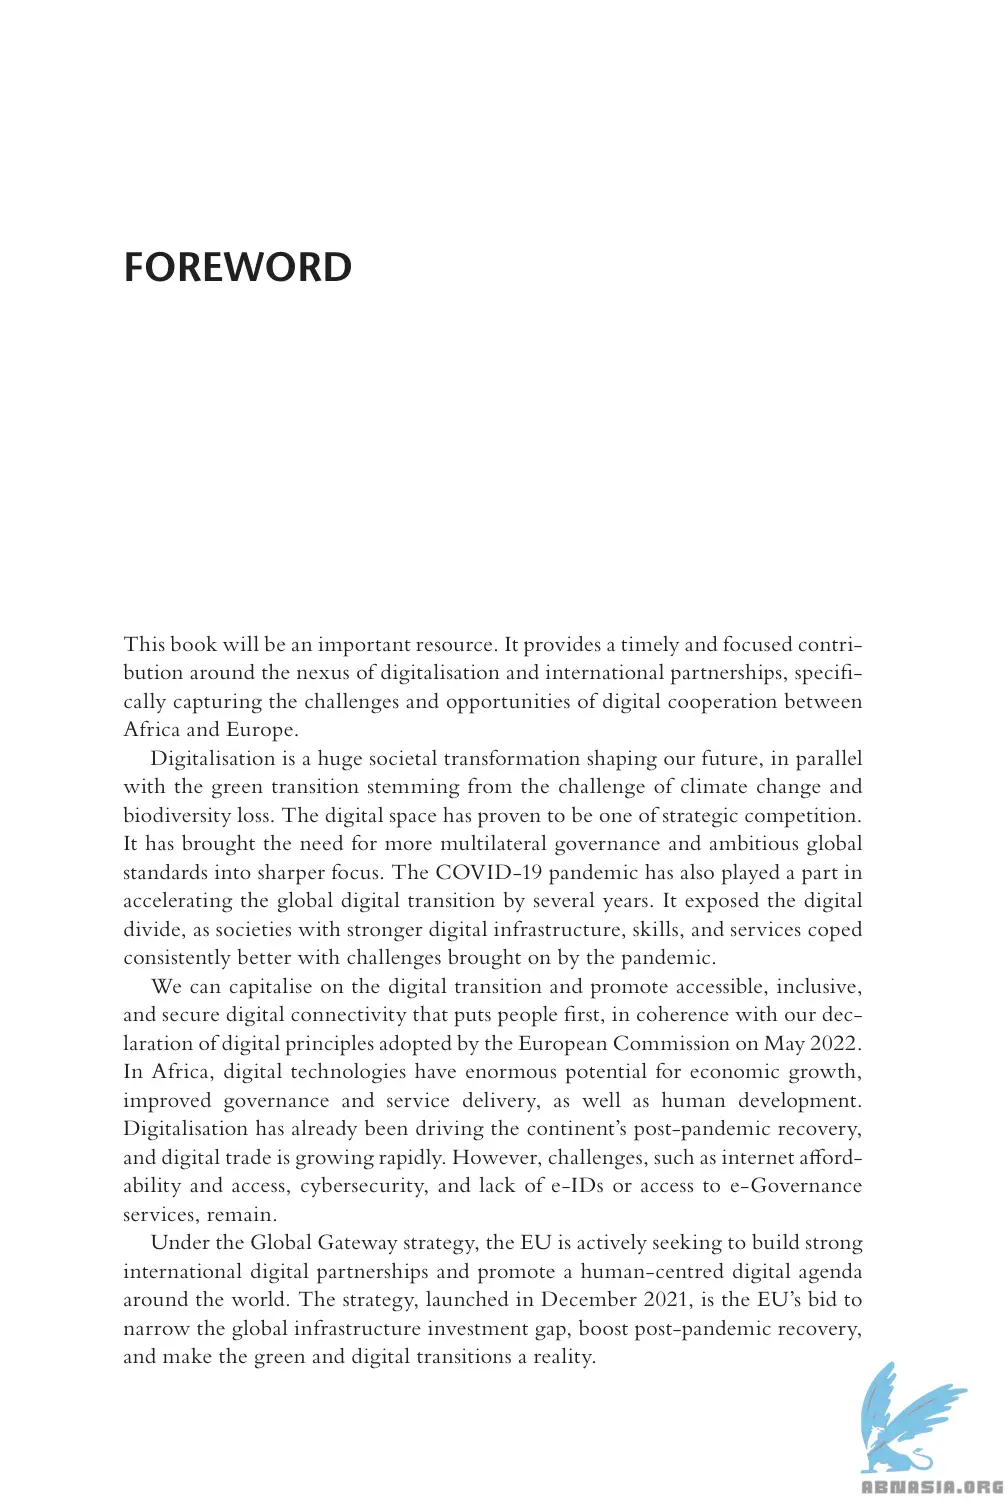 FOREWORD
This book will be an important resource. It provides a timely and focused contri-
bution around the nexus of digitalisation and international partnerships, specifi-
cally capturing the challenges and opportunities of digital cooperation between
Africa and Europe.
Digitalisation is a huge societal transformation shaping our future, in parallel
with the green transition stemming from the challenge of climate change and
biodiversity loss. The digital space has proven to be one of strategic competition.
It has brought the need for more multilateral governance and ambitious global
standards into sharper focus. The COVID-19 pandemic has also played a part in
accelerating the global digital transition by several years. It exposed the digital
divide, as societies with stronger digital infrastructure, skills, and services coped
consistently better with challenges brought on by the pandemic.
We can capitalise on the digital transition and promote accessible, inclusive,
and secure digital connectivity that puts people first, in coherence with our dec-
laration of digital principles adopted by the European Commission on May 2022.
In Africa, digital technologies have enormous potential for economic growth,
improved governance and service delivery, as well as human development.
Digitalisation has already been driving the continent's post-pandemic recovery,
and digital trade is growing rapidly. However, challenges, such as internet afford-
ability and access, cybersecurity, and lack of e-IDs or access to e-Governance
services, remain.
Under the Global Gateway strategy, the EU is actively seeking to build strong
international digital partnerships and promote a human-centred digital agenda
around the world. The strategy, launched in December 2021, is the EU's bid to
narrow the global infrastructure investment gap, boost post-pandemic recovery,
and make the green and digital transitions a reality.
ABNASIA.ORG